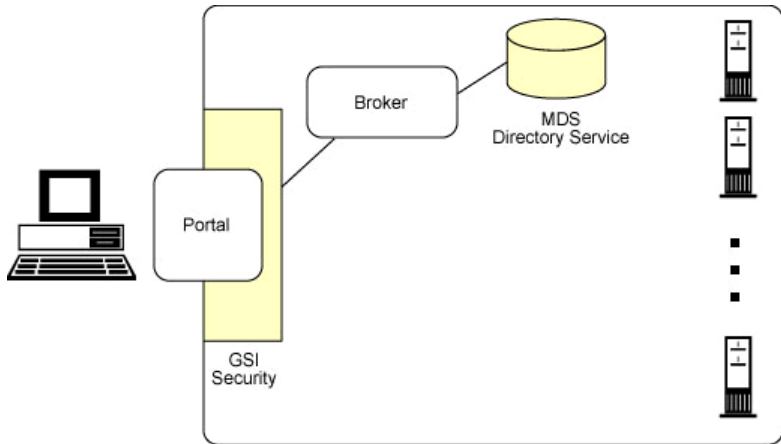 MDS
Directory Service
Broker
Portal
GSI
Security